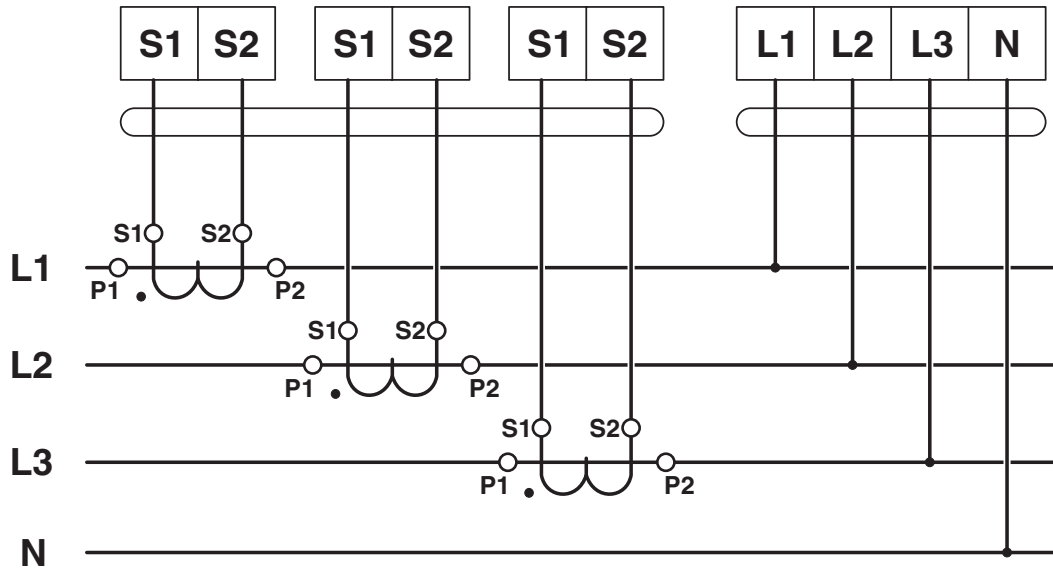 S1 S2 S1 S2 S1 S2 L1 L2 L3 N
S1 S2
L1
P1 P2
S1 S2
L2
P1 P2
S1 S2
L3
P1 P2
N